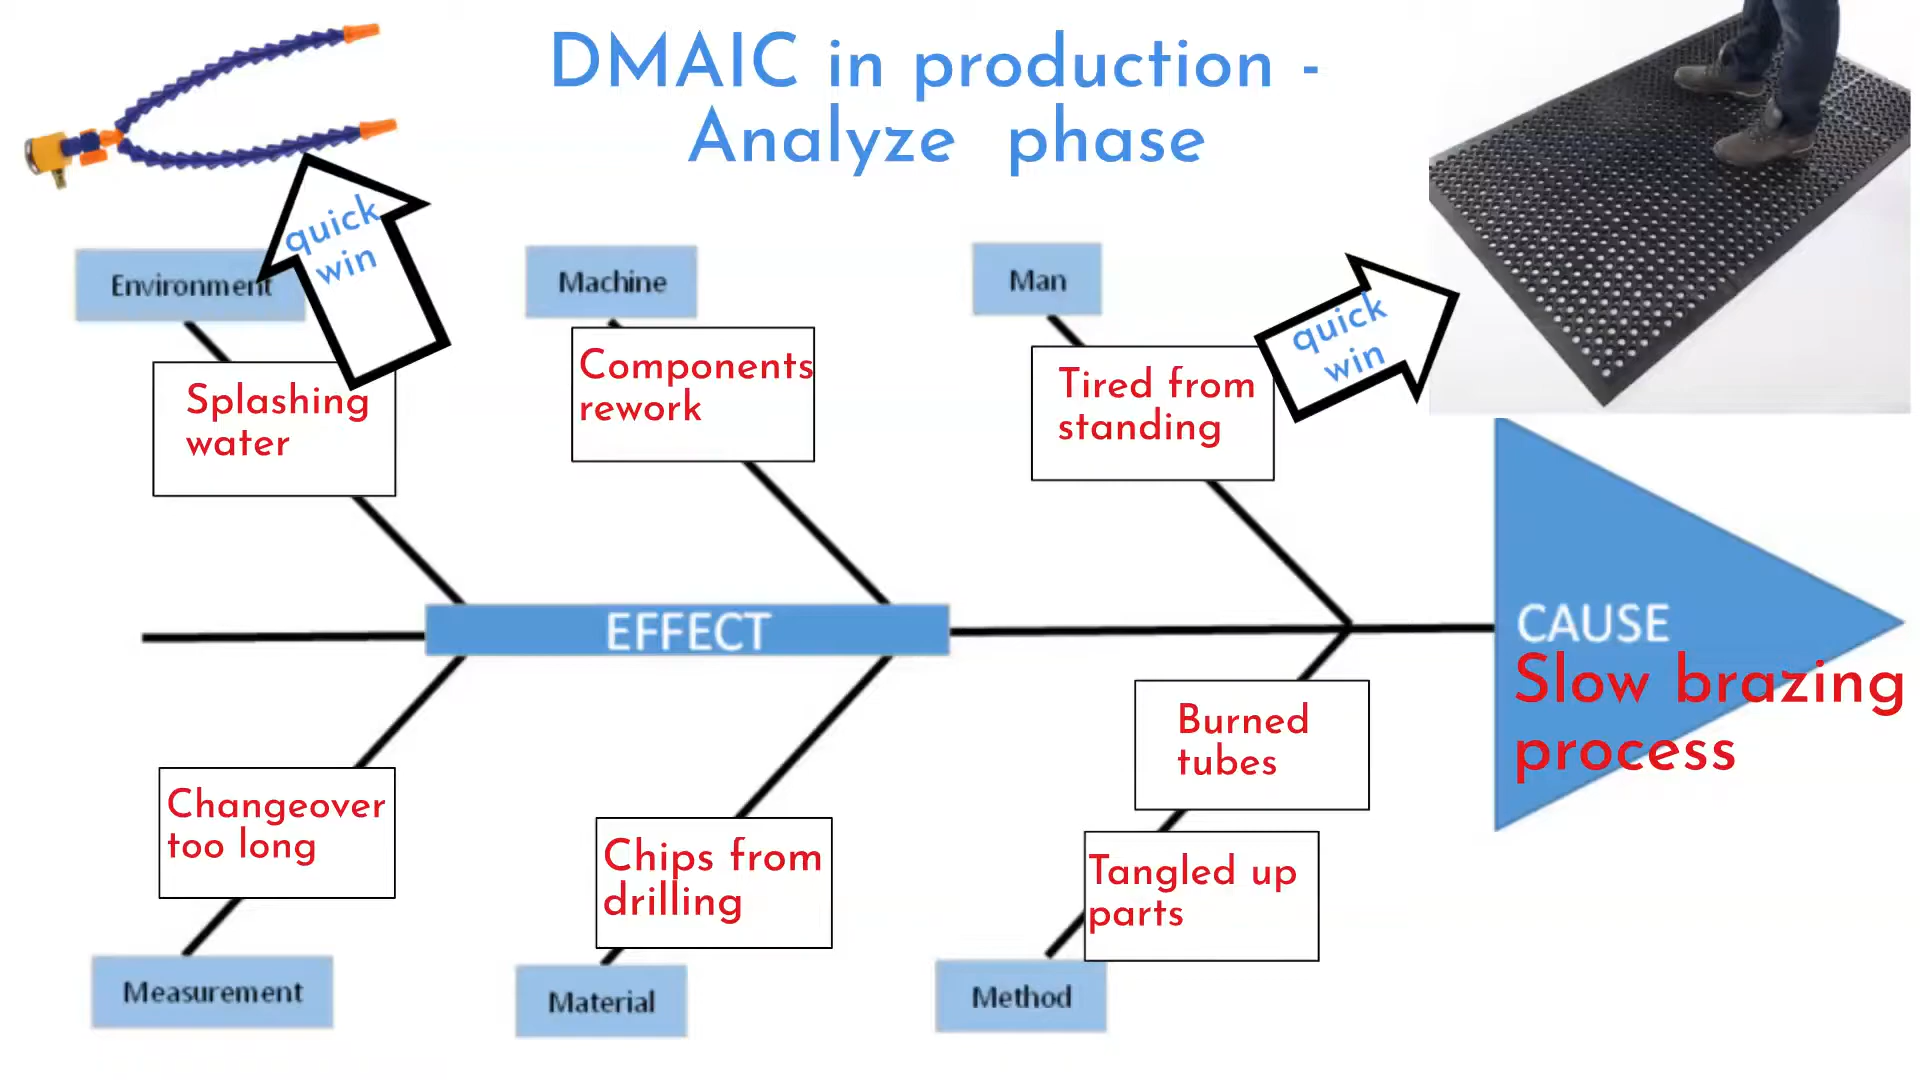 DMAIC in production -
Analyze phase
quick
win
quick
win
Environment
Machine
Man
Splashing
water
Components
rework
Tired from
standing
EFFECT
CAUSE
Slow brazing
process
Burned
tubes
Changeover
too long
Chips from
drilling
Tangled up
parts
Measurement
Material
Method